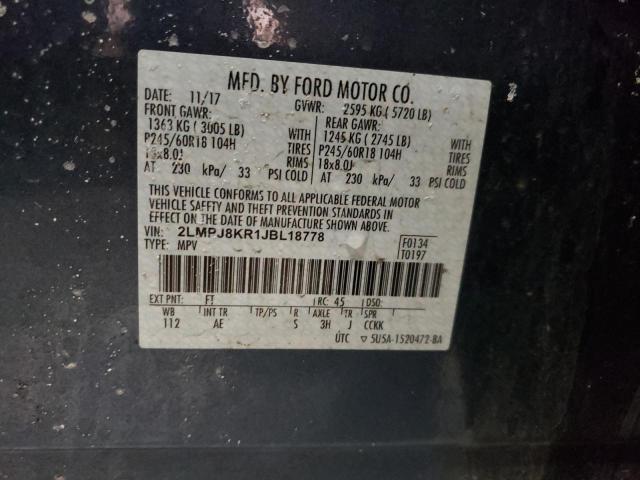 MFD. BY FORD MOTOR CO.
DATE: 11/17 GVWR: 2595 KG ( 5720 LB)
FRONT GAWR: REAR GAWR:
1363 KG ( 3005 LB) WITH 1245 KG ( 2745 LB) WITH
P245/60R18 104H TIRES P245/60R18 104H TIRES
18x8.0J RIMS 18x8.0J RIMS
AT 230 kPa/ 33 PSI COLD AT 230 kPa/ 33 PSI COLD
THIS VEHICLE CONFORMS TO ALL APPLICABLE FEDERAL MOTOR
VEHICLE SAFETY AND THEFT PREVENTION STANDARDS IN
EFFECT ON THE DATE OF MANUFACTURE SHOWN ABOVE.
VIN: 2LMPJ8KR1JBL18778 F0134
TYPE: MPV T0197
EXT PNT: FT RC: 45 DSO:
WB INT TR TP/PS R AXLE TR SPR
112 AE S 3H J CCKK
UTC ▽ 5U5A-1520472-BA